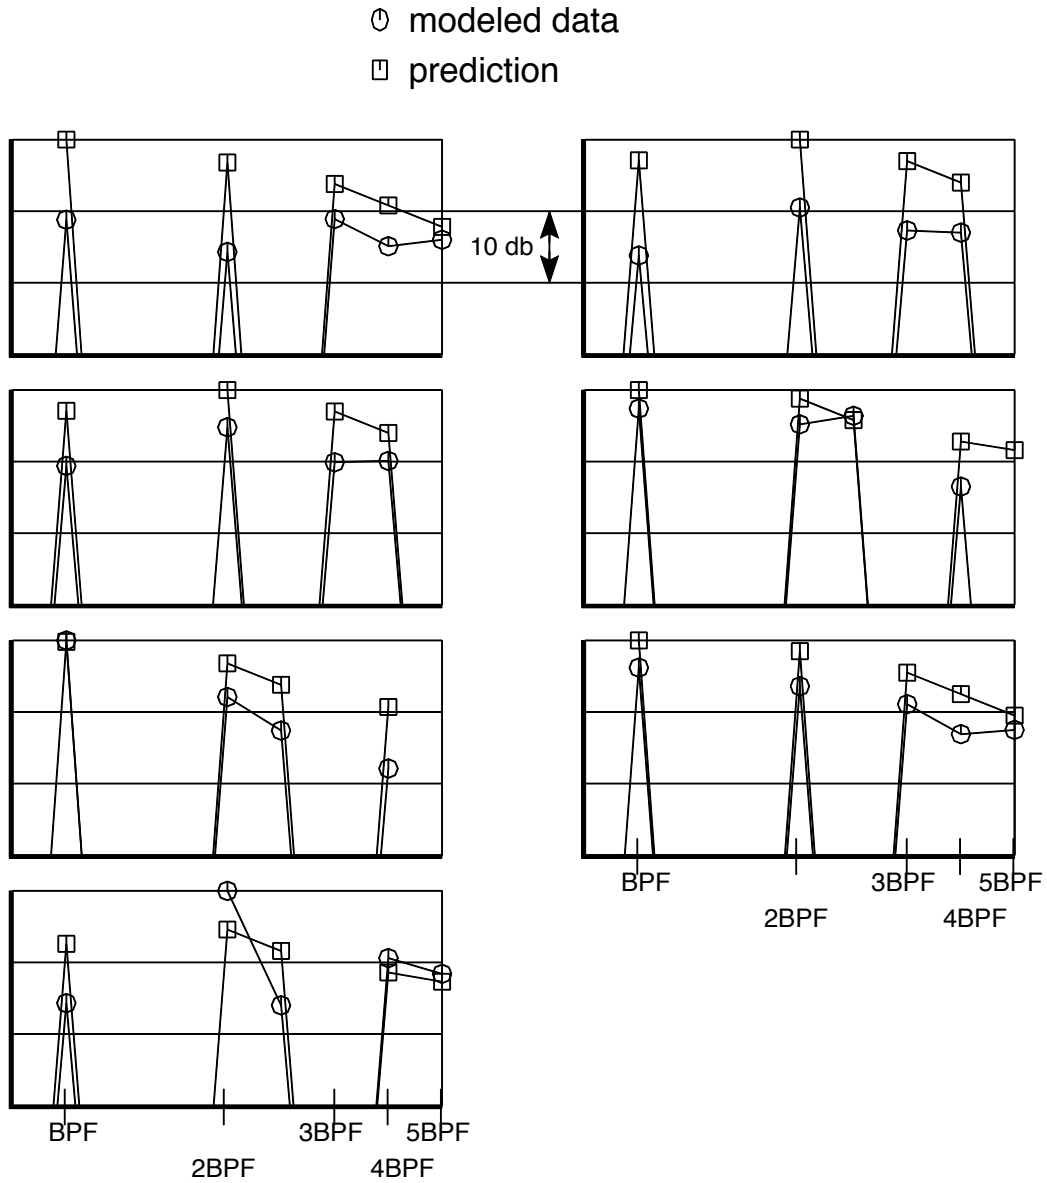 modeled data
prediction
10 db
BPF
2BPF
3BPF
4BPF
5BPF
BPF
2BPF
3BPF
4BPF
5BPF